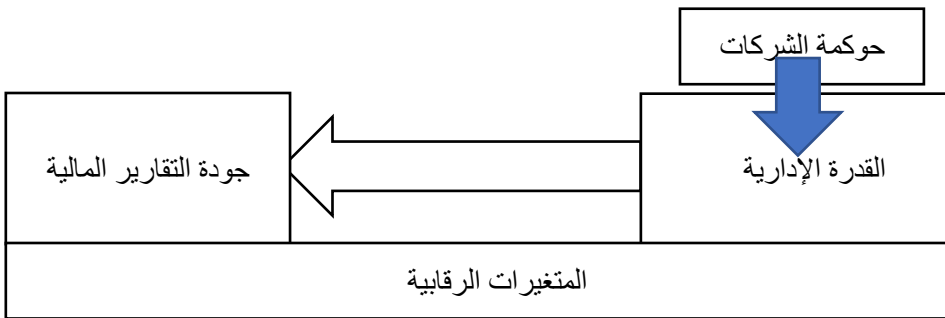 حوكمة الشركات
القدرة الإدارية
جودة التقارير المالية
المتغيرات الرقابية